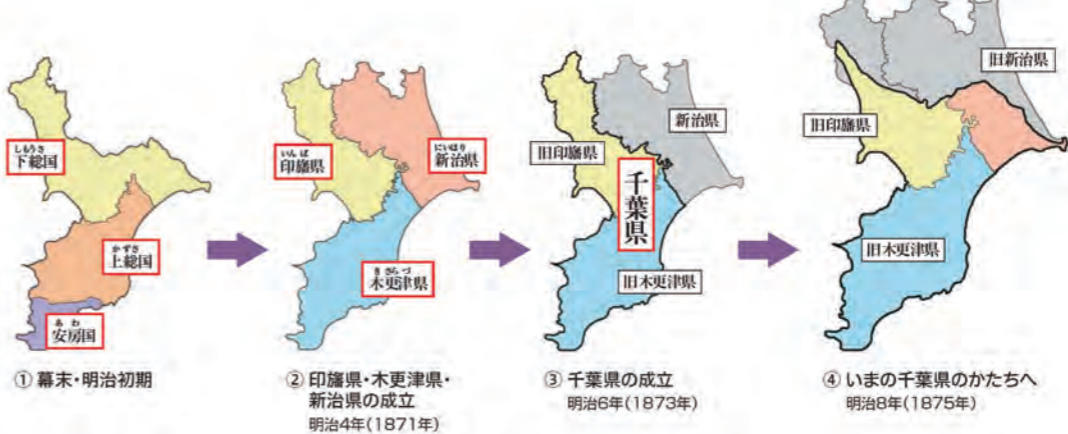 しもうさ
下総国
かずさ
上総国
あわ
安房国
① 幕末・明治初期
いんば
印旛県
にいはり
新治県
きさらづ
木更津県
② 印旛県・木更津県・
新治県の成立
明治4年(1871年)
新治県
旧印旛県
千葉県
旧木更津県
③ 千葉県の成立
明治6年(1873年)
旧新治県
旧印旛県
旧木更津県
④ いまの千葉県のかたちへ
明治8年(1875年)